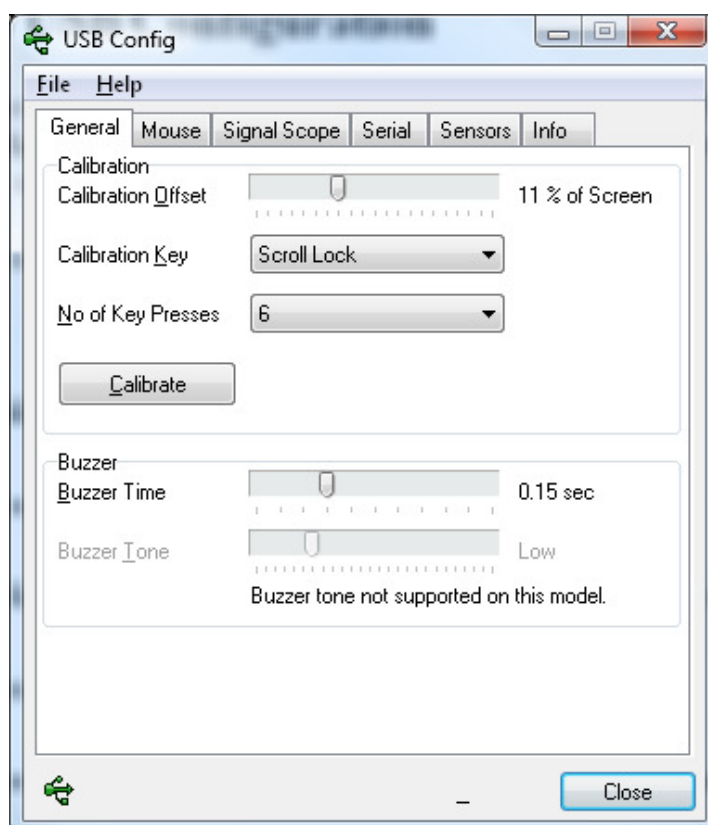 USB Config
File Help
General Mouse Signal Scope Serial Sensors Info
Calibration
Calibration Offset 11 % of Screen
Calibration Key Scroll Lock
No of Key Presses 6
Calibrate
Buzzer
Buzzer Time 0.15 sec
Buzzer Tone Low
Buzzer tone not supported on this model.
Close